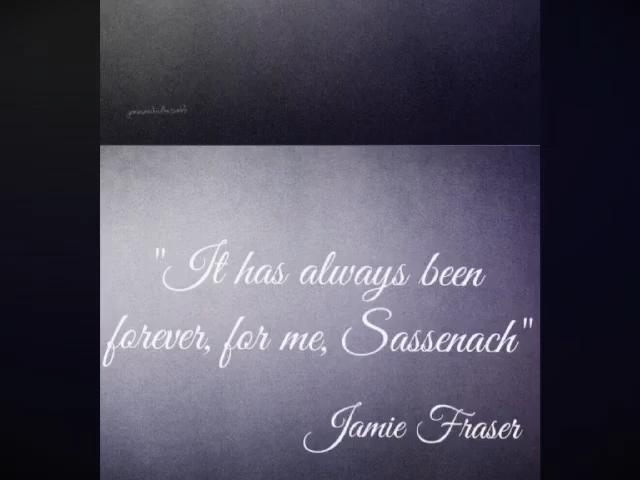 "It has always been
forever, for me, Sassenach"
Jamie Fraser